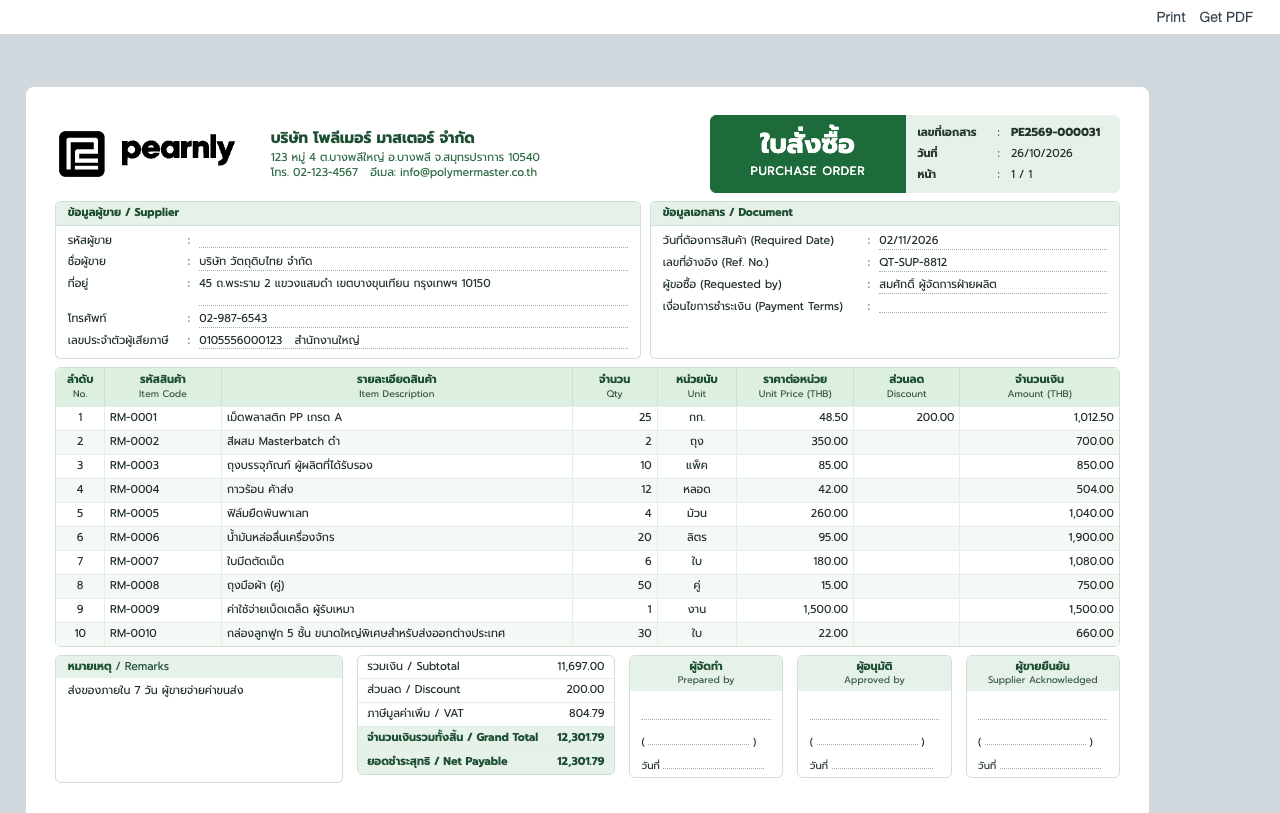 Print Get PDF
pearnly
บริษัท โพลีเมอร์ มาสเตอร์ จำกัด
123 หมู่ 4 ต.บางพลีใหญ่ อ.บางพลี จ.สมุทรปราการ 10540
โทร. 02-123-4567 อีเมล: info@polymermaster.co.th
ใบสั่งซื้อ
PURCHASE ORDER
เลขที่เอกสาร : PE2569-000031
วันที่ : 26/10/2026
หน้า : 1 / 1
ข้อมูลผู้ขาย / Supplier
รหัสผู้ขาย :
ชื่อผู้ขาย : บริษัท วัตถุดิบไทย จำกัด
ที่อยู่ : 45 ถ.พระราม 2 แขวงแสมดำ เขตบางขุนเทียน กรุงเทพฯ 10150
โทรศัพท์ : 02-987-6543
เลขประจำตัวผู้เสียภาษี : 0105556000123 สำนักงานใหญ่
ข้อมูลเอกสาร / Document
วันที่ต้องการสินค้า (Required Date) : 02/11/2026
เลขที่อ้างอิง (Ref. No.) : QT-SUP-8812
ผู้ขอซื้อ (Requested by) : สมศักดิ์ ผู้จัดการฝ่ายผลิต
เงื่อนไขการชำระเงิน (Payment Terms) :
ลำดับ รหัสสินค้า รายละเอียดสินค้า จำนวน หน่วยนับ ราคาต่อหน่วย ส่วนลด จำนวนเงิน
No. Item Code Item Description Qty Unit Unit Price (THB) Discount Amount (THB)
1 RM-0001 เม็ดพลาสติก PP เกรด A 25 กก. 48.50 200.00 1,012.50
2 RM-0002 สีผสม Masterbatch ดำ 2 ถุง 350.00 700.00
3 RM-0003 ถุงบรรจุภัณฑ์ ผู้ผลิตที่ได้รับรอง 10 แพ็ค 85.00 850.00
4 RM-0004 กาวร้อน ค้าส่ง 12 หลอด 42.00 504.00
5 RM-0005 ฟิล์มยืดพันพาเลท 4 ม้วน 260.00 1,040.00
6 RM-0006 น้ำมันหล่อลื่นเครื่องจักร 20 ลิตร 95.00 1,900.00
7 RM-0007 ใบมีดตัดเม็ด 6 ใบ 180.00 1,080.00
8 RM-0008 ถุงมือผ้า (คู่) 50 คู่ 15.00 750.00
9 RM-0009 ค่าใช้จ่ายเบ็ดเตล็ด ผู้รับเหมา 1 งาน 1,500.00 1,500.00
10 RM-0010 กล่องลูกฟูก 5 ชั้น ขนาดใหญ่พิเศษสำหรับส่งออกต่างประเทศ 30 ใบ 22.00 660.00
หมายเหตุ / Remarks
ส่งของภายใน 7 วัน ผู้ขายจ่ายค่าขนส่ง
รวมเงิน / Subtotal 11,697.00
ส่วนลด / Discount 200.00
ภาษีมูลค่าเพิ่ม / VAT 804.79
จำนวนเงินรวมทั้งสิ้น / Grand Total 12,301.79
ยอดชำระสุทธิ / Net Payable 12,301.79
ผู้จัดทำ
Prepared by
( )
วันที่
ผู้อนุมัติ
Approved by
( )
วันที่
ผู้ขายยืนยัน
Supplier Acknowledged
( )
วันที่